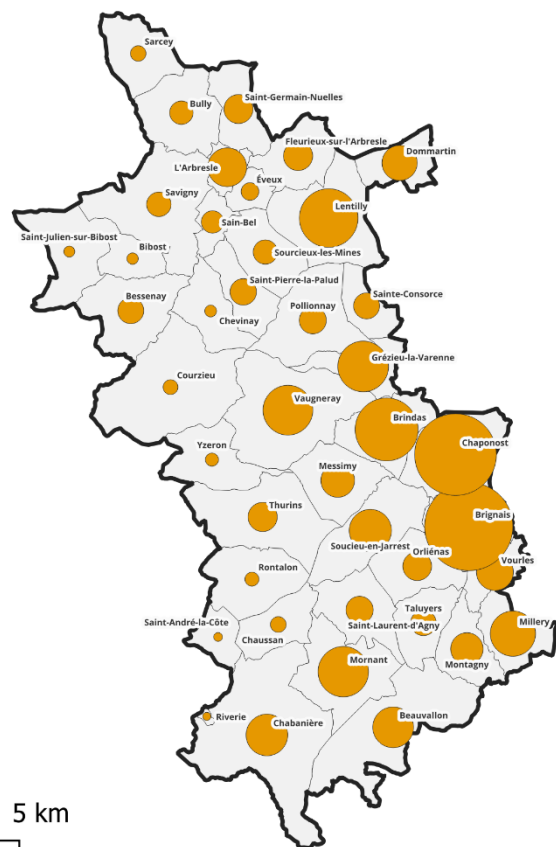 Sarcey
Saint-Germain-Nuelles
Bully
Fleurieux-sur-l'Arbresle
Dommartin
L'Arbresle
Éveux
Savigny
Lentilly
Sain-Bel
Saint-Julien-sur-Bibost
Bibost
Sourcieux-les-Mines
Saint-Pierre-la-Palud
Bessenay
Sainte-Consorce
Chevinay
Pollionnay
Grézieu-la-Varenne
Courzieu
Vaugneray
Brindas
Chaponost
Yzeron
Messimy
Thurins
Brignais
Soucieu-en-Jarrest
Orliénas
Vourles
Rontalon
Saint-André-la-Côte
Chaussan
Taluyers
Saint-Laurent-d'Agny
Millery
Mornant
Montagny
Riverie
Chabanière
Beauvallon
5 km